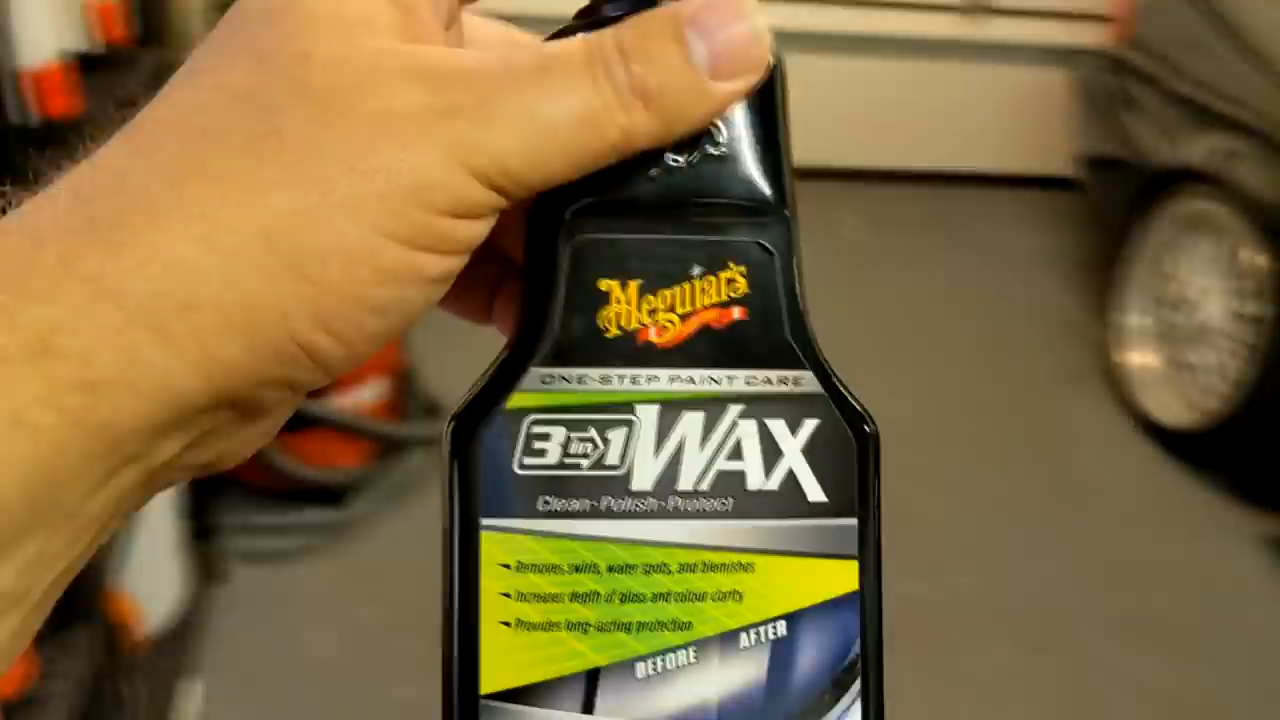 Meguiar's
ONE-STEP PAINT CARE
3in1 WAX
Clean·Polish·Protect
Removes swirls, water spots, and blemishes
Increases depth of gloss and colour clarity
Provides long-lasting protection
BEFORE AFTER